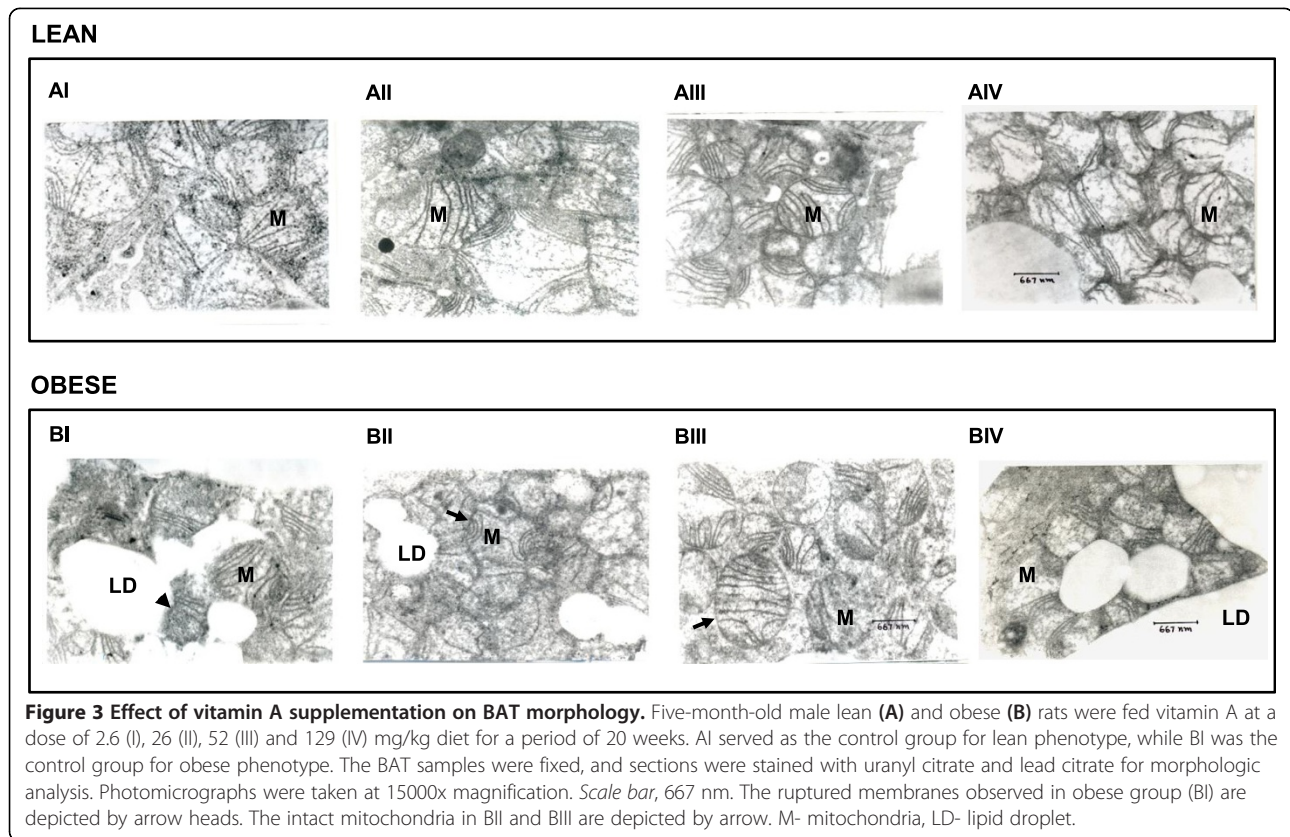 LEAN
AI AII AIII AIV
M M M M
667 nm
OBESE
BI BII BIII BIV
LD M LD M M M LD
667 nm 667 nm
Figure 3 Effect of vitamin A supplementation on BAT morphology. Five-month-old male lean (A) and obese (B) rats were fed vitamin A at a
dose of 2.6 (I), 26 (II), 52 (III) and 129 (IV) mg/kg diet for a period of 20 weeks. AI served as the control group for lean phenotype, while BI was the
control group for obese phenotype. The BAT samples were fixed, and sections were stained with uranyl citrate and lead citrate for morphologic
analysis. Photomicrographs were taken at 15000x magnification. Scale bar, 667 nm. The ruptured membranes observed in obese group (BI) are
depicted by arrow heads. The intact mitochondria in BII and BIII are depicted by arrow. M- mitochondria, LD- lipid droplet.